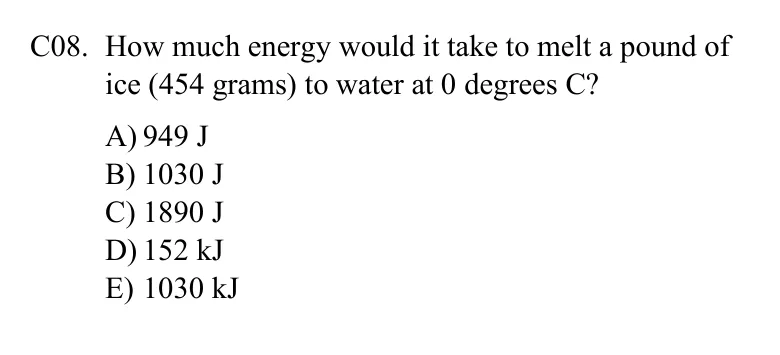 C08. How much energy would it take to melt a pound of
ice (454 grams) to water at 0 degrees C?
A) 949 J
B) 1030 J
C) 1890 J
D) 152 kJ
E) 1030 kJ